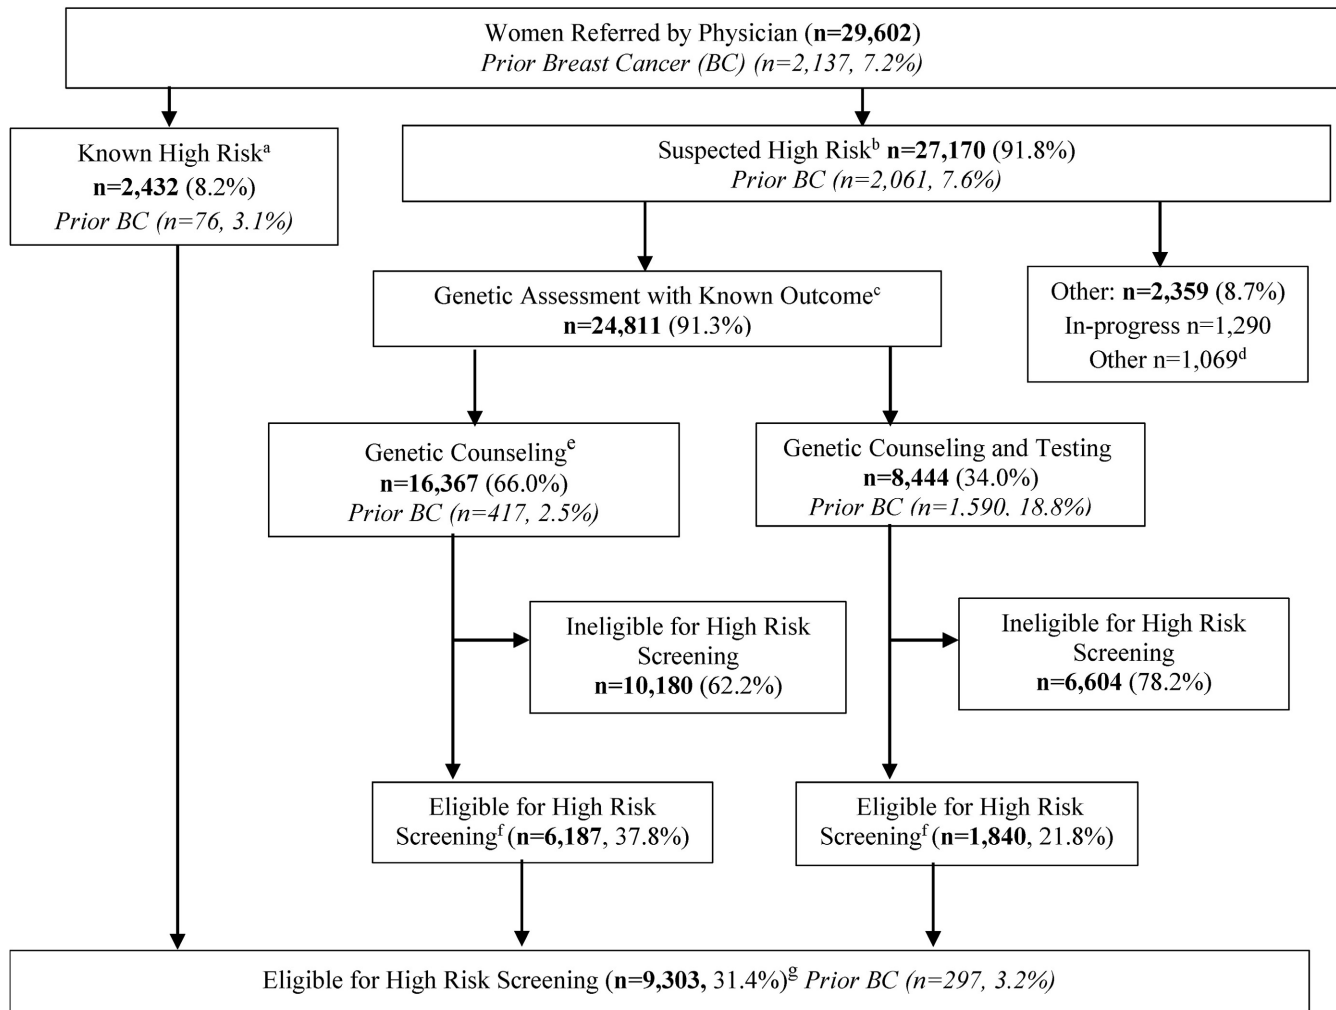 Women Referred by Physician (n=29,602)
Prior Breast Cancer (BC) (n=2,137, 7.2%)
Known High Riskᵃ
n=2,432 (8.2%)
Prior BC (n=76, 3.1%)
Suspected High Riskᵇ n=27,170 (91.8%)
Prior BC (n=2,061, 7.6%)
Genetic Assessment with Known Outcomeᶜ
n=24,811 (91.3%)
Other: n=2,359 (8.7%)
In-progress n=1,290
Other n=1,069ᵈ
Genetic Counselingᵉ
n=16,367 (66.0%)
Prior BC (n=417, 2.5%)
Genetic Counseling and Testing
n=8,444 (34.0%)
Prior BC (n=1.590, 18.8%)
Ineligible for High Risk
Screening
n=10,180 (62.2%)
Ineligible for High Risk
Screening
n=6,604 (78.2%)
Eligible for High Risk
Screeningᶠ (n=6,187, 37.8%)
Eligible for High Risk
Screeningᶠ (n=1,840, 21.8%)
Eligible for High Risk Screening (n=9,303, 31.4%)ᵍ Prior BC (n=297, 3.2%)